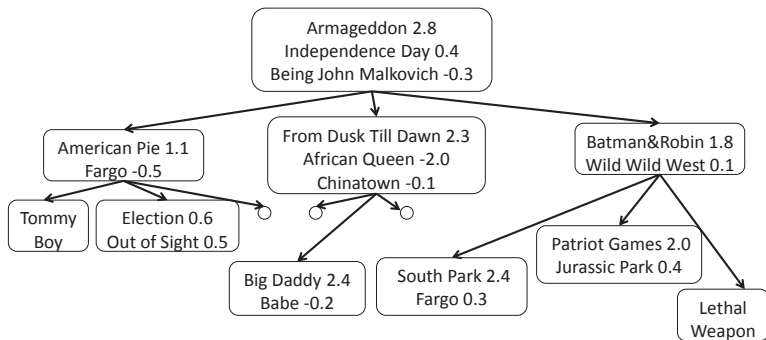 Armageddon 2.8
Independence Day 0.4
Being John Malkovich -0.3
American Pie 1.1
Fargo -0.5
From Dusk Till Dawn 2.3
African Queen -2.0
Chinatown -0.1
Batman&Robin 1.8
Wild Wild West 0.1
Tommy
Boy
Election 0.6
Out of Sight 0.5
Big Daddy 2.4
Babe -0.2
South Park 2.4
Fargo 0.3
Patriot Games 2.0
Jurassic Park 0.4
Lethal
Weapon